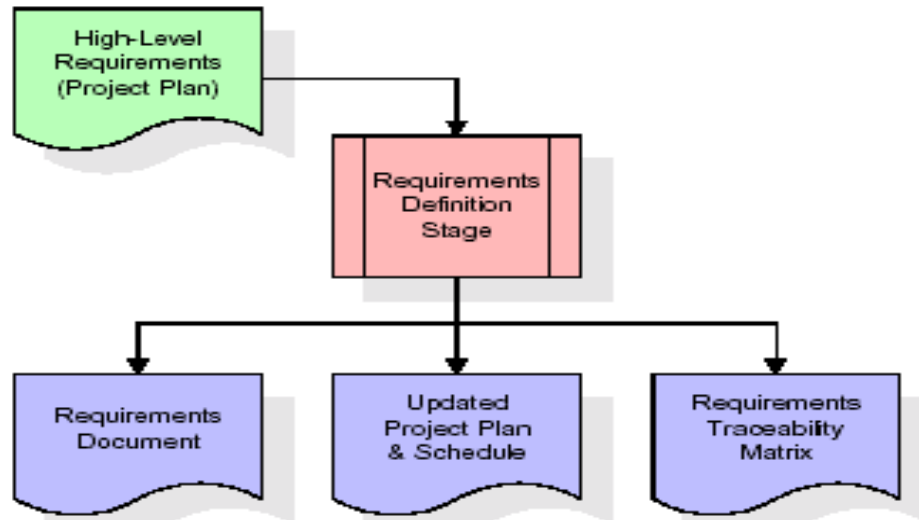 High-Level
Requirements
(Project Plan)
Requirements
Definition
Stage
Requirements
Document
Updated
Project Plan
& Schedule
Requirements
Traceability
Matrix